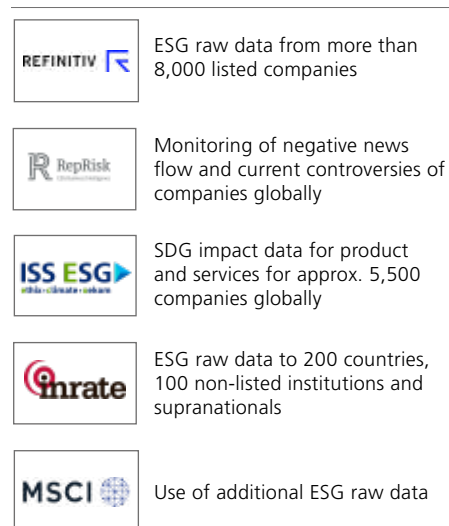 REFINITIV
ESG raw data from more than
8,000 listed companies
RepRisk
Monitoring of negative news
flow and current controversies of
companies globally
ISS ESG
ethix · climate · oekom
SDG impact data for product
and services for approx. 5,500
companies globally
inrate
ESG raw data to 200 countries,
100 non-listed institutions and
supranationals
MSCI
Use of additional ESG raw data